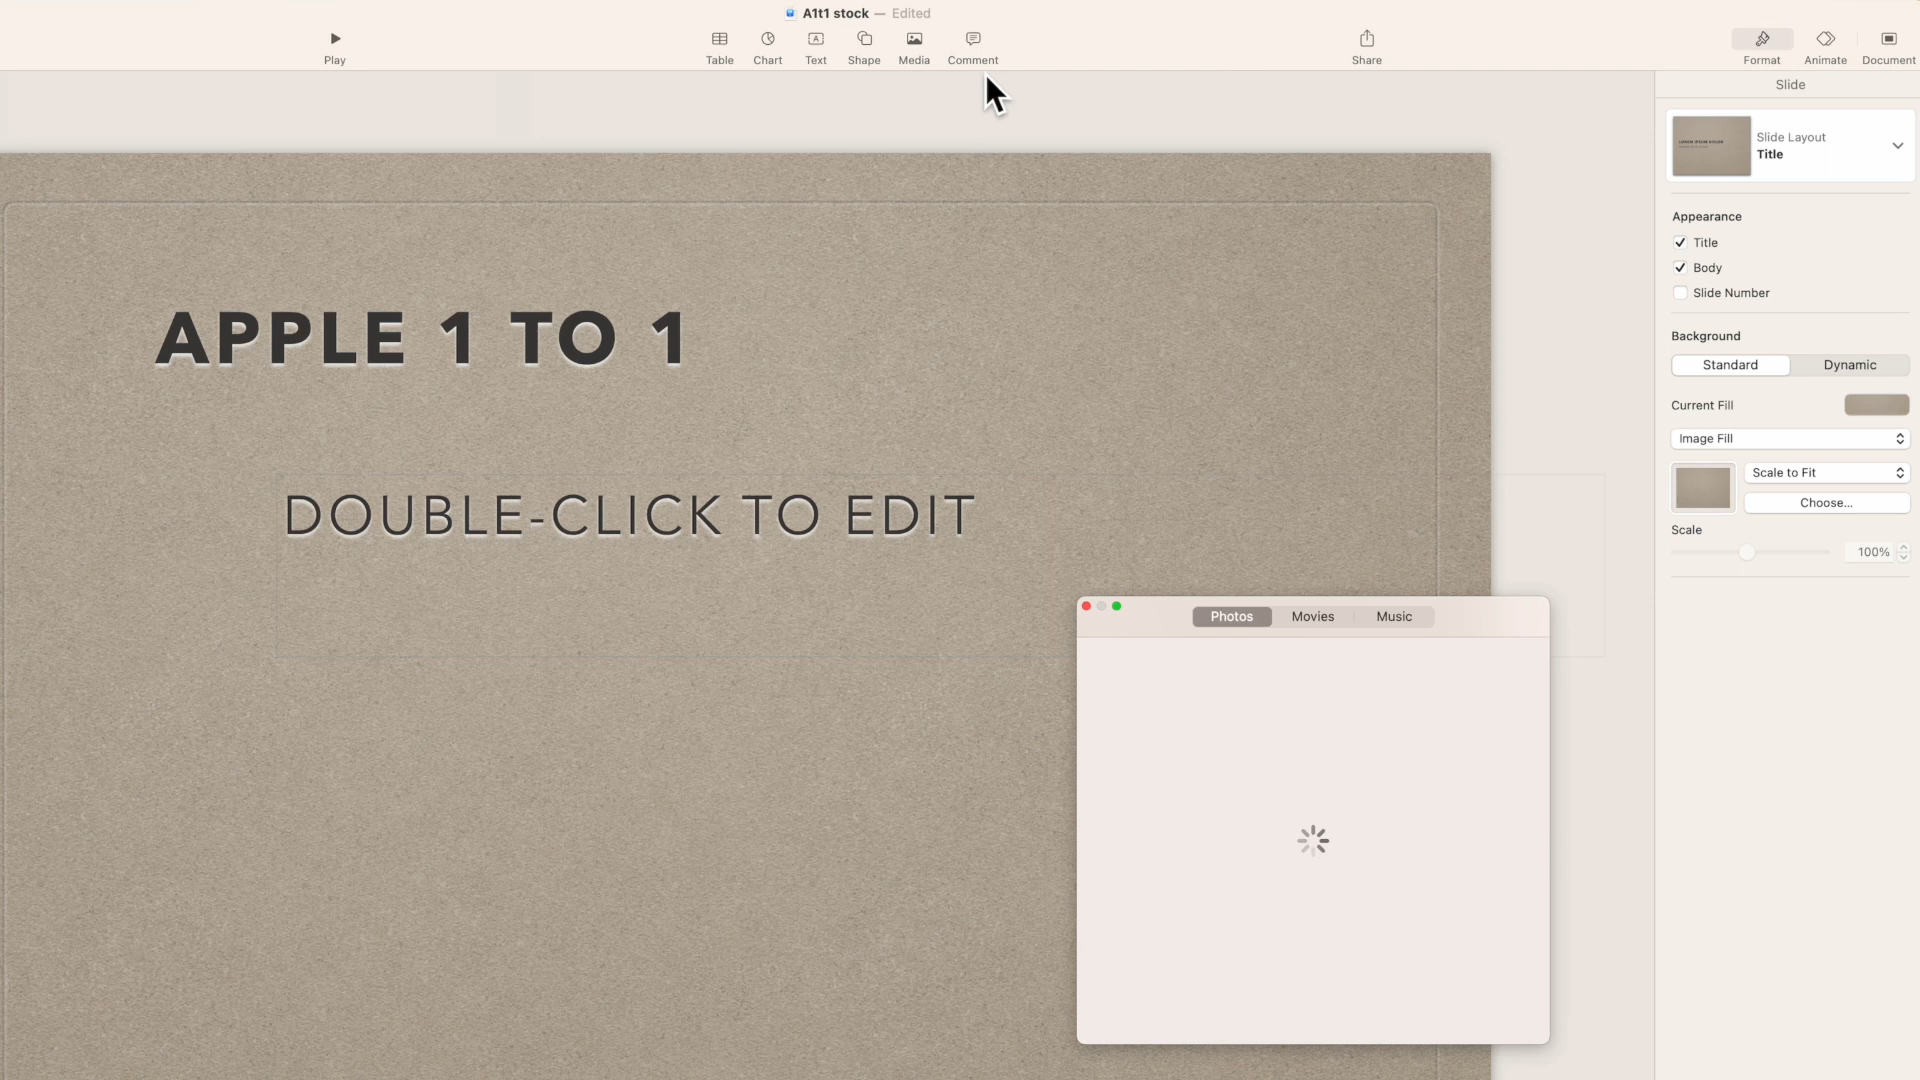 A1t1 stock — Edited
Play
Table
Chart
Text
Shape
Media
Comment
Share
Format
Animate
Document
Slide
Slide Layout
Title
Appearance
Title
Body
Slide Number
Background
Standard
Dynamic
Current Fill
Image Fill
Scale to Fit
Choose...
Scale
100%
APPLE 1 TO 1
DOUBLE-CLICK TO EDIT
Photos
Movies
Music